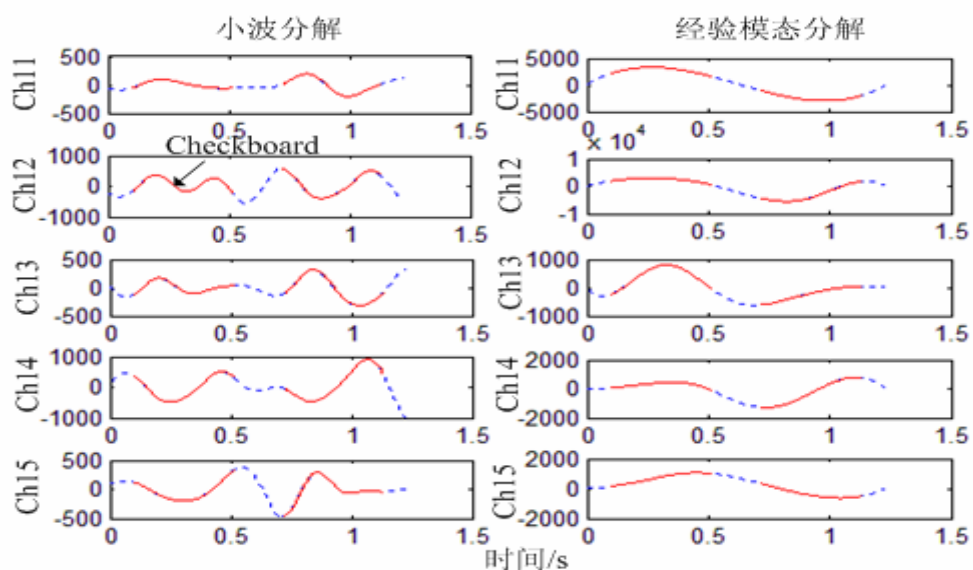 小波分解 经验模态分解
Ch11 500 0 -500 0 0.5 1 1.5
Ch11 5000 0 -5000 0 0.5 1 1.5
Checkboard
Ch12 1000 0 -1000 0 0.5 1 1.5
× 10^4
Ch12 1 0 -1 0 0.5 1 1.5
Ch13 500 0 -500 0 0.5 1 1.5
Ch13 1000 0 -1000 0 0.5 1 1.5
Ch14 1000 0 -1000 0 0.5 1 1.5
Ch14 2000 0 -2000 0 0.5 1 1.5
Ch15 500 0 -500 0 0.5 1 1.5
Ch15 2000 0 -2000 0 0.5 1 1.5
时间/s